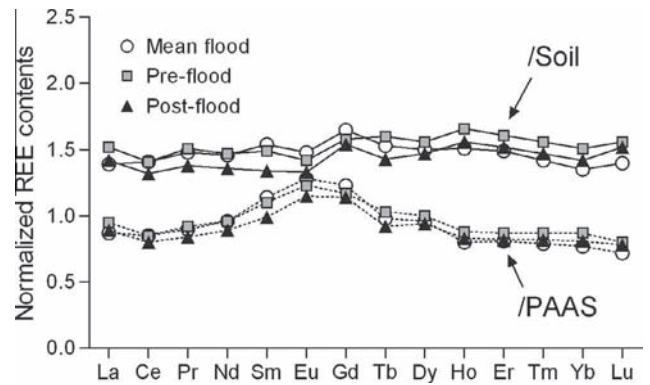 2.5
2.0
1.5
1.0
0.5
0.0
Normalized REE contents
Mean flood
Pre-flood
Post-flood
/Soil
/PAAS
La Ce Pr Nd Sm Eu Gd Tb Dy Ho Er Tm Yb Lu